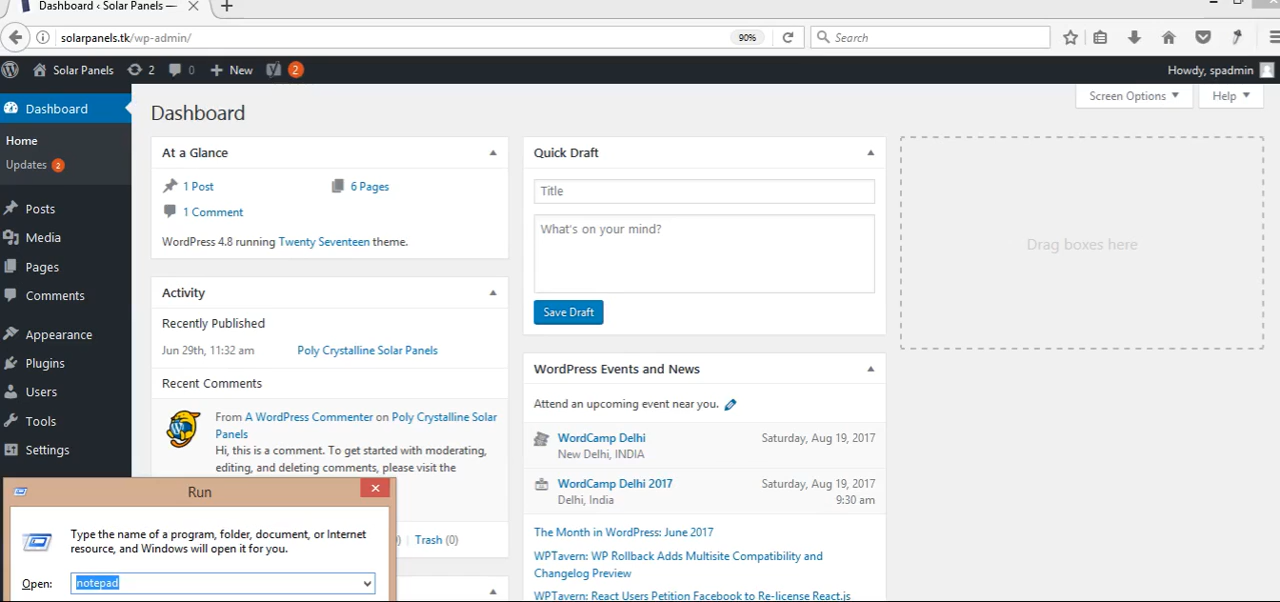 Dashboard ‹ Solar Panels —
solarpanels.tk/wp-admin/
90%
Search
Solar Panels
2
0
New
2
Howdy, spadmin
Dashboard
Home
Updates 2
Posts
Media
Pages
Comments
Appearance
Plugins
Users
Tools
Settings
Dashboard
Screen Options
Help
At a Glance
1 Post
6 Pages
1 Comment
WordPress 4.8 running Twenty Seventeen theme.
Activity
Recently Published
Jun 29th, 11:32 am
Poly Crystalline Solar Panels
Recent Comments
From A WordPress Commenter on Poly Crystalline Solar
Panels
Hi, this is a comment. To get started with moderating,
editing, and deleting comments, please visit the
) Trash (0)
Quick Draft
Title
What's on your mind?
Save Draft
WordPress Events and News
Attend an upcoming event near you.
WordCamp Delhi
New Delhi, INDIA
Saturday, Aug 19, 2017
WordCamp Delhi 2017
Delhi, India
Saturday, Aug 19, 2017
9:30 am
The Month in WordPress: June 2017
WPTavern: WP Rollback Adds Multisite Compatibility and
Changelog Preview
WPTavern: React Users Petition Facebook to Re-license React.js
Drag boxes here
Run
Type the name of a program, folder, document, or Internet
resource, and Windows will open it for you.
Open:
notepad